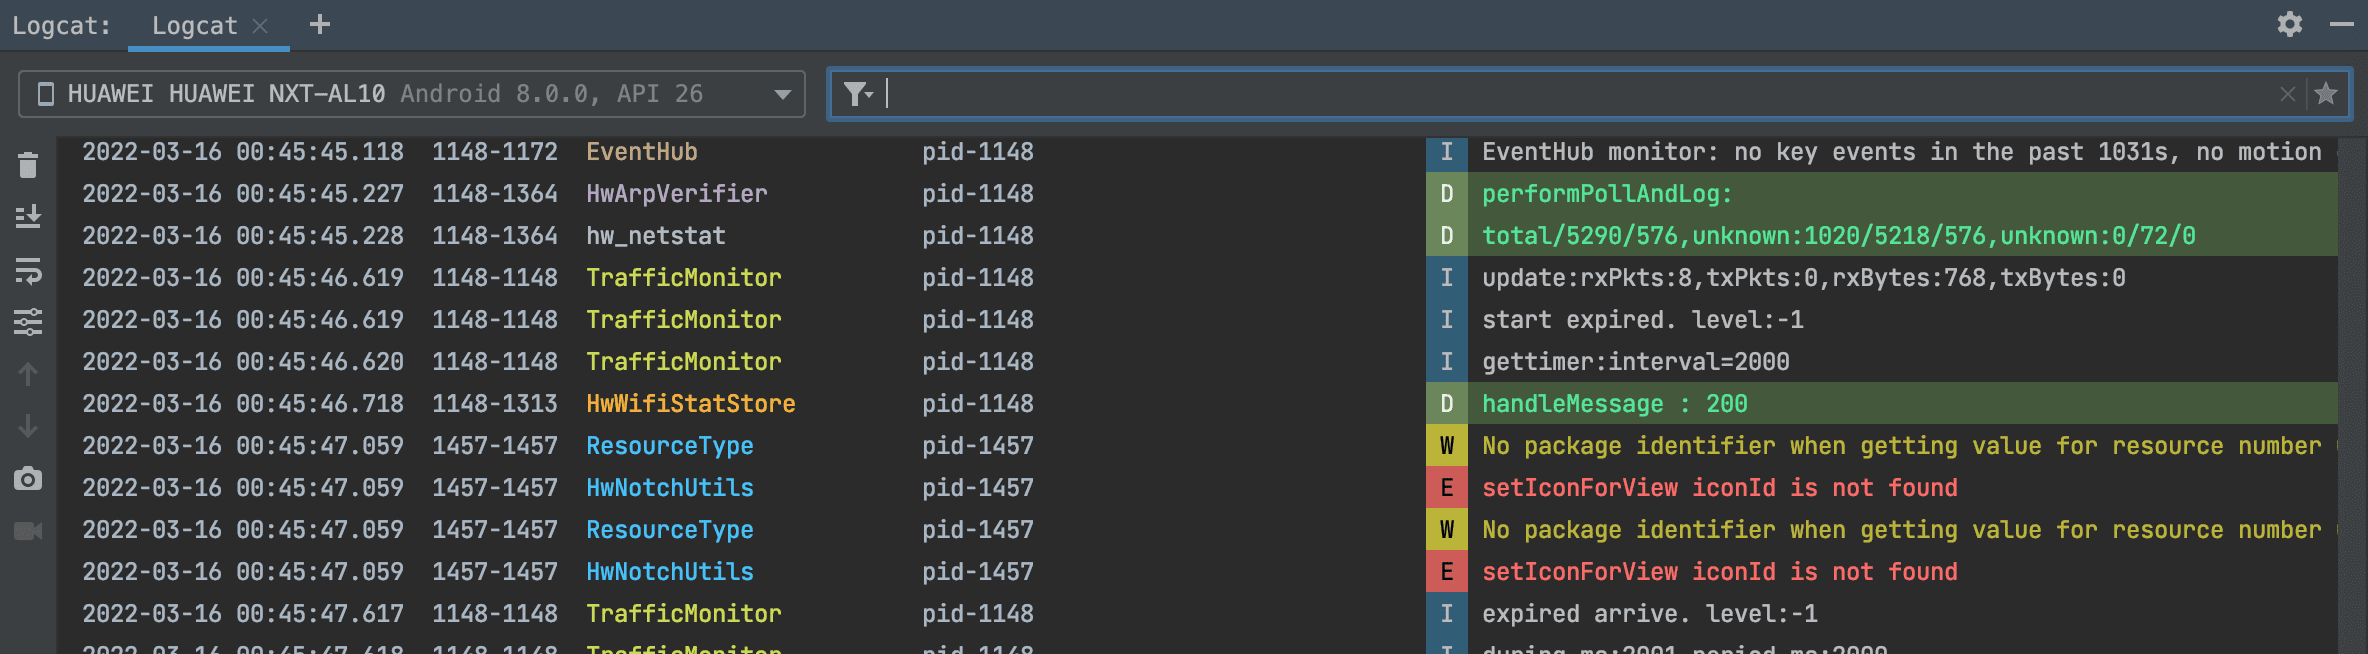 Logcat: Logcat
HUAWEI HUAWEI NXT-AL10 Android 8.0.0, API 26
2022-03-16 00:45:45.118 1148-1172 EventHub pid-1148 I EventHub monitor: no key events in the past 1031s, no motion
2022-03-16 00:45:45.227 1148-1364 HwArpVerifier pid-1148 D performPollAndLog:
2022-03-16 00:45:45.228 1148-1364 hw_netstat pid-1148 D total/5290/576,unknown:1020/5218/576,unknown:0/72/0
2022-03-16 00:45:46.619 1148-1148 TrafficMonitor pid-1148 I update:rxPkts:8,txPkts:0,rxBytes:768,txBytes:0
2022-03-16 00:45:46.619 1148-1148 TrafficMonitor pid-1148 I start expired. level:-1
2022-03-16 00:45:46.620 1148-1148 TrafficMonitor pid-1148 I gettimer:interval=2000
2022-03-16 00:45:46.718 1148-1313 HwWifiStatStore pid-1148 D handleMessage : 200
2022-03-16 00:45:47.059 1457-1457 ResourceType pid-1457 W No package identifier when getting value for resource number
2022-03-16 00:45:47.059 1457-1457 HwNotchUtils pid-1457 E setIconForView iconId is not found
2022-03-16 00:45:47.059 1457-1457 ResourceType pid-1457 W No package identifier when getting value for resource number
2022-03-16 00:45:47.059 1457-1457 HwNotchUtils pid-1457 E setIconForView iconId is not found
2022-03-16 00:45:47.617 1148-1148 TrafficMonitor pid-1148 I expired arrive. level:-1
2022-03-16 00:45:47.618 1148-1148 TrafficMonitor pid-1148 I